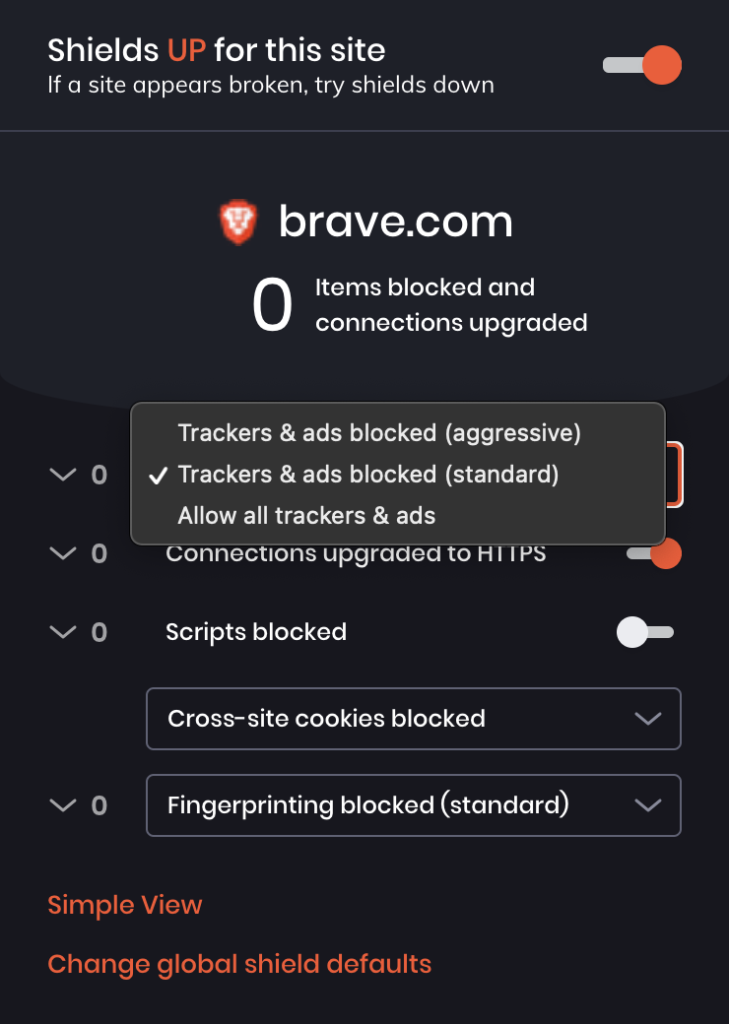 Shields UP for this site
If a site appears broken, try shields down
brave.com
0
Items blocked and
connections upgraded
Trackers & ads blocked (aggressive)
0 ✓ Trackers & ads blocked (standard)
Allow all trackers & ads
0 Connections upgraded to HTTPS
0 Scripts blocked
Cross-site cookies blocked
0 Fingerprinting blocked (standard)
Simple View
Change global shield defaults